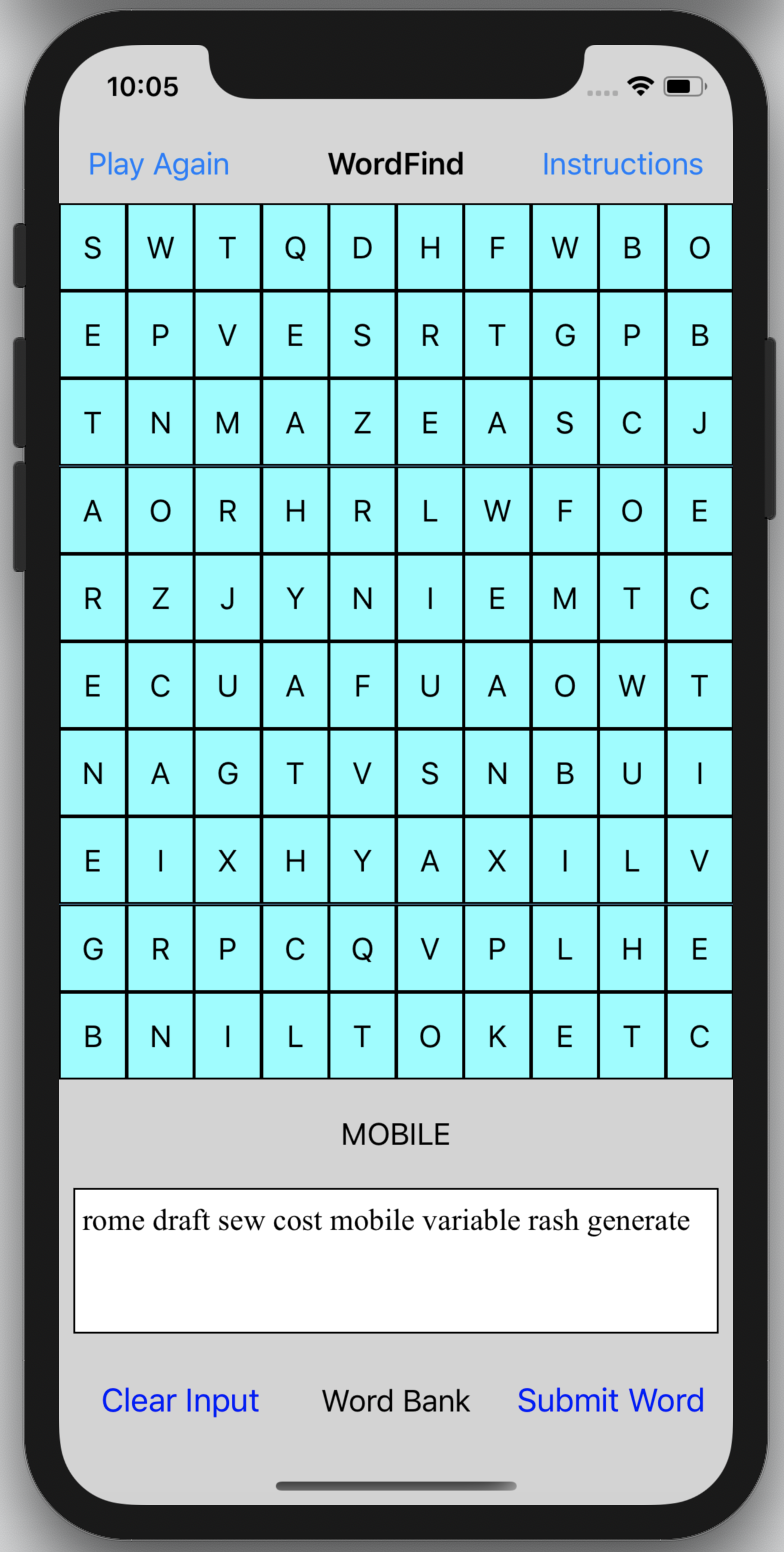 10:05
Play Again WordFind Instructions
S W T Q D H F W B O
E P V E S R T G P B
T N M A Z E A S C J
A O R H R L W F O E
R Z J Y N I E M T C
E C U A F U A O W T
N A G T V S N B U I
E I X H Y A X I L V
G R P C Q V P L H E
B N I L T O K E T C
MOBILE
rome draft sew cost mobile variable rash generate
Clear Input Word Bank Submit Word